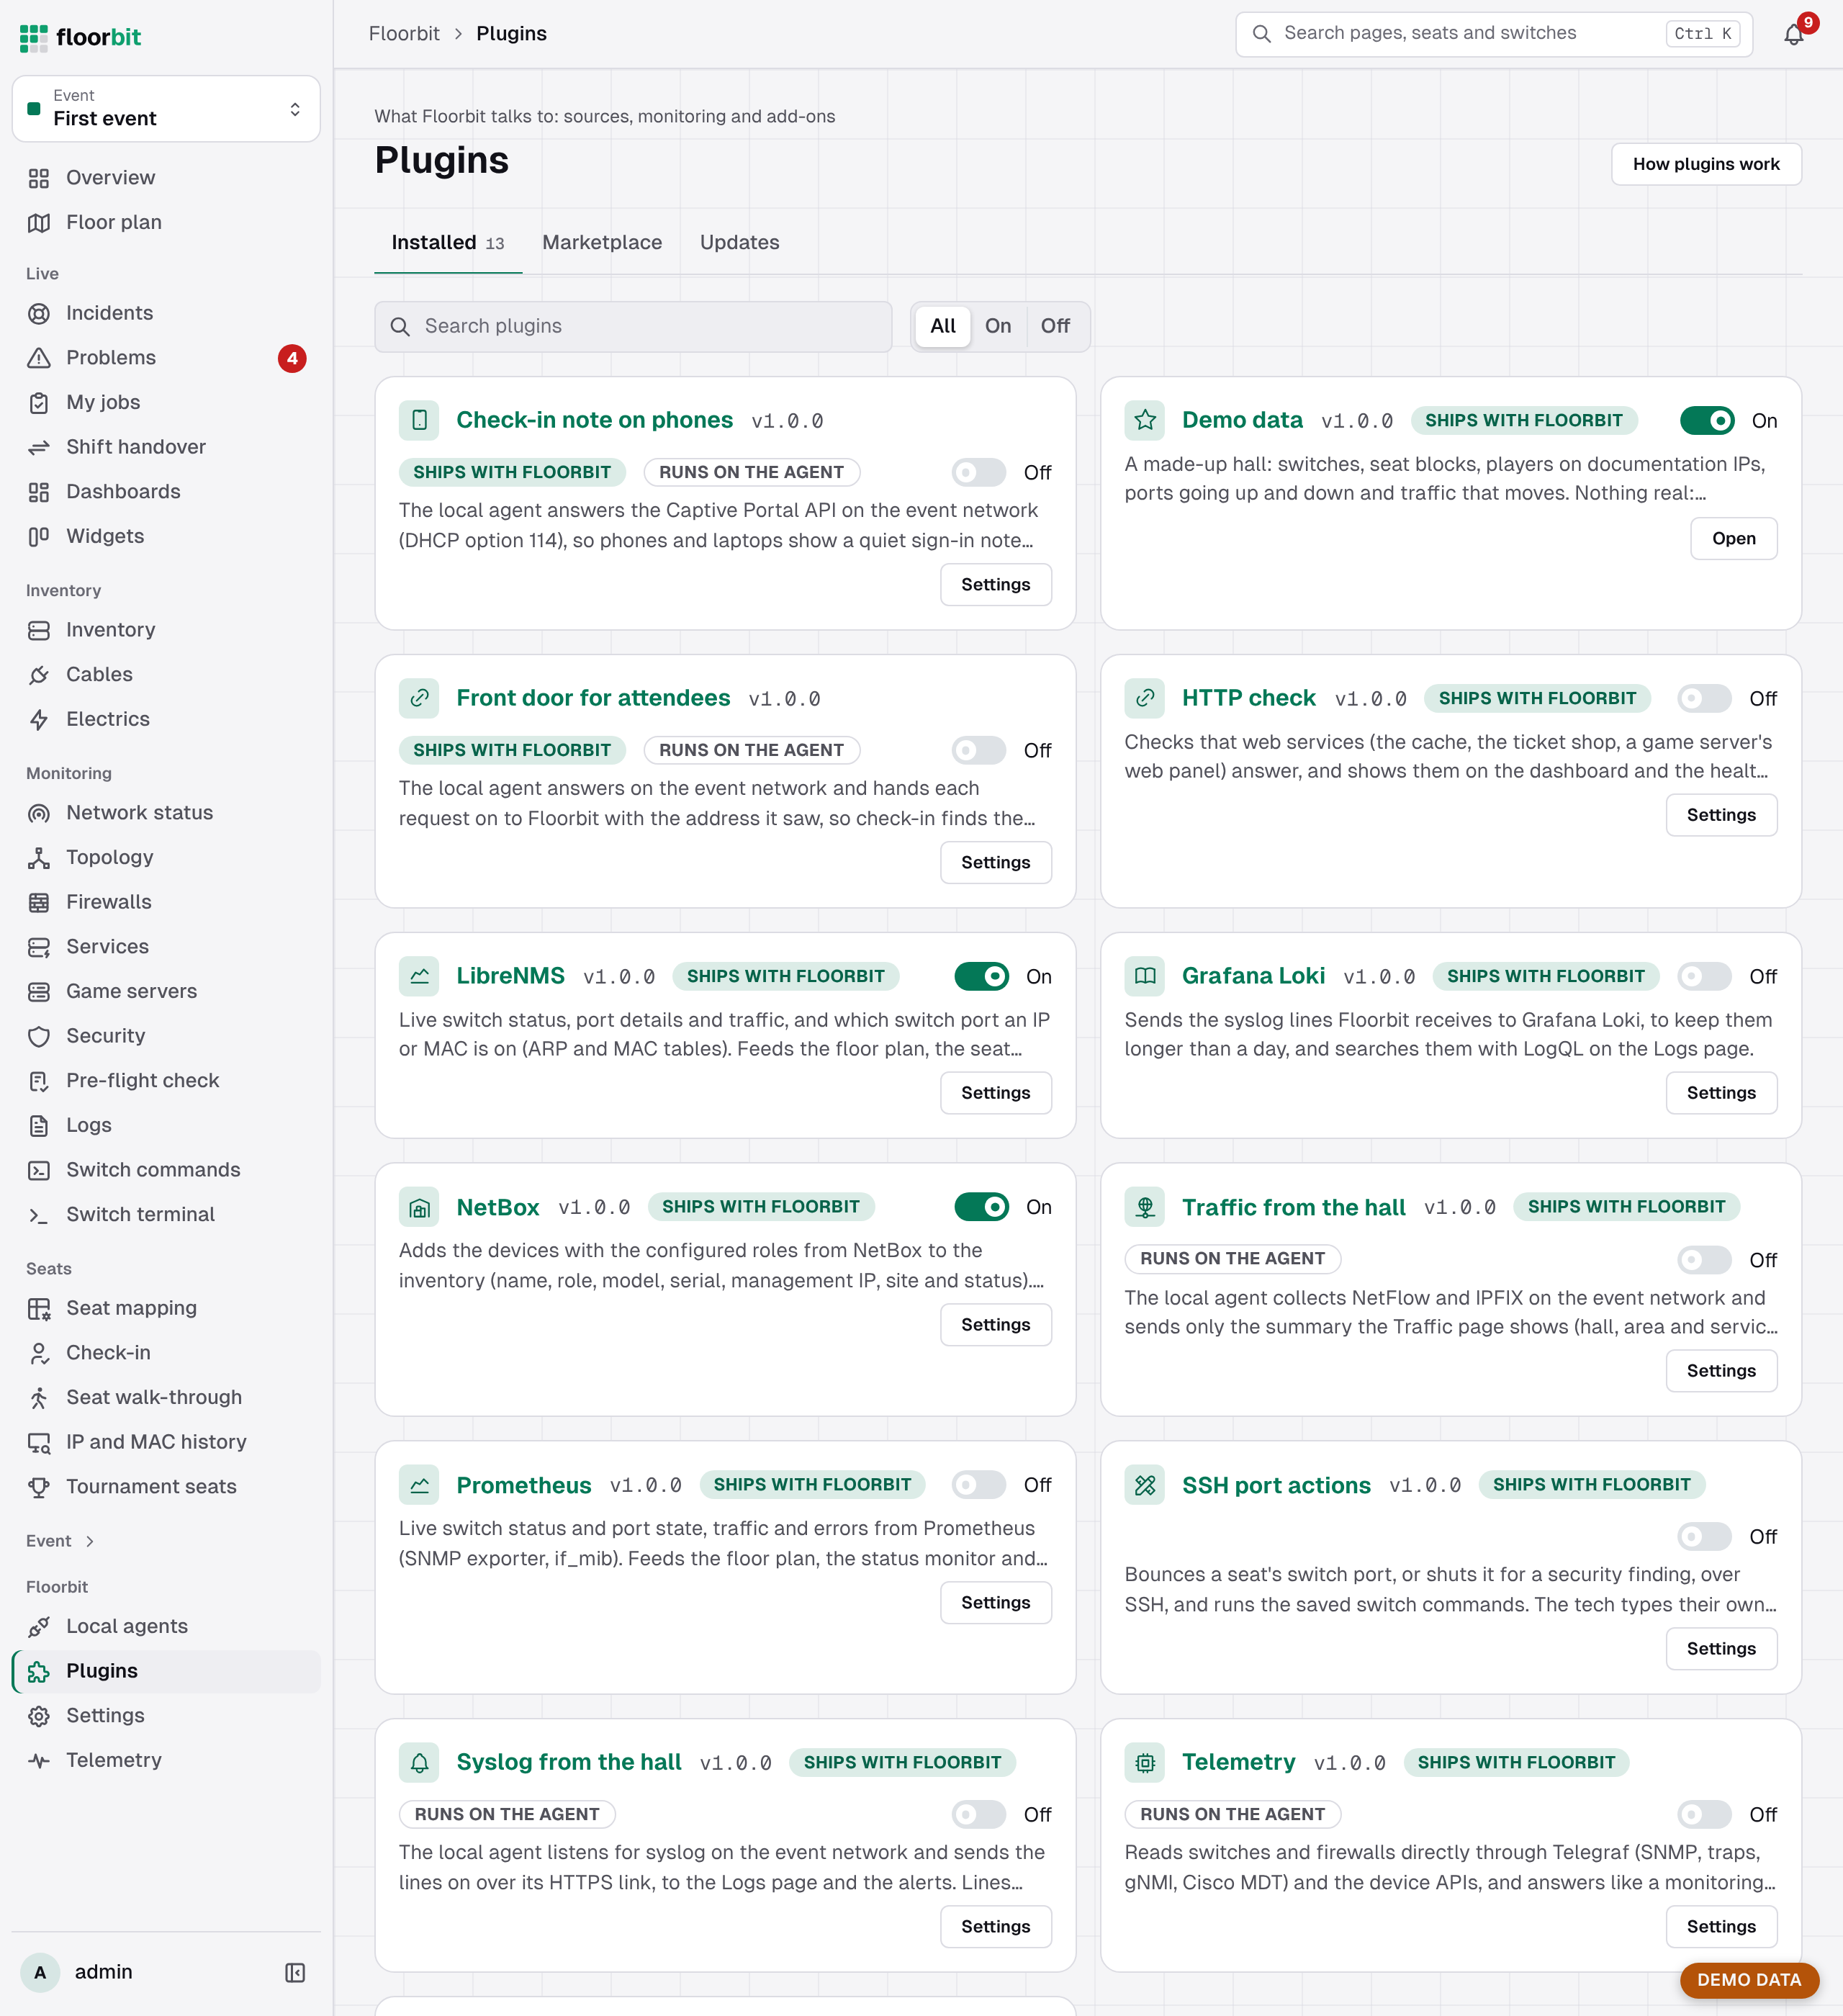 floorbit
Event
First event
Overview
Floor plan
Live
Incidents
Problems
4
My jobs
Shift handover
Dashboards
Widgets
Inventory
Inventory
Cables
Electrics
Monitoring
Network status
Topology
Firewalls
Services
Game servers
Security
Pre-flight check
Logs
Switch commands
Switch terminal
Seats
Seat mapping
Check-in
Seat walk-through
IP and MAC history
Tournament seats
Event
Floorbit
Local agents
Plugins
Settings
Telemetry
A
admin
Floorbit > Plugins
Search pages, seats and switches
Ctrl K
9
What Floorbit talks to: sources, monitoring and add-ons
Plugins
How plugins work
Installed 13
Marketplace
Updates
Search plugins
All
On
Off
Check-in note on phones v1.0.0
SHIPS WITH FLOORBIT RUNS ON THE AGENT Off
The local agent answers the Captive Portal API on the event network
(DHCP option 114), so phones and laptops show a quiet sign-in note…
Settings
Demo data v1.0.0 SHIPS WITH FLOORBIT On
A made-up hall: switches, seat blocks, players on documentation IPs,
ports going up and down and traffic that moves. Nothing real:…
Open
Front door for attendees v1.0.0
SHIPS WITH FLOORBIT RUNS ON THE AGENT Off
The local agent answers on the event network and hands each
request on to Floorbit with the address it saw, so check-in finds the…
Settings
HTTP check v1.0.0 SHIPS WITH FLOORBIT Off
Checks that web services (the cache, the ticket shop, a game server's
web panel) answer, and shows them on the dashboard and the healt…
Settings
LibreNMS v1.0.0 SHIPS WITH FLOORBIT On
Live switch status, port details and traffic, and which switch port an IP
or MAC is on (ARP and MAC tables). Feeds the floor plan, the seat…
Settings
Grafana Loki v1.0.0 SHIPS WITH FLOORBIT Off
Sends the syslog lines Floorbit receives to Grafana Loki, to keep them
longer than a day, and searches them with LogQL on the Logs page.
Settings
NetBox v1.0.0 SHIPS WITH FLOORBIT On
Adds the devices with the configured roles from NetBox to the
inventory (name, role, model, serial, management IP, site and status)….
Settings
Traffic from the hall v1.0.0 SHIPS WITH FLOORBIT
RUNS ON THE AGENT Off
The local agent collects NetFlow and IPFIX on the event network and
sends only the summary the Traffic page shows (hall, area and servic…
Settings
Prometheus v1.0.0 SHIPS WITH FLOORBIT Off
Live switch status and port state, traffic and errors from Prometheus
(SNMP exporter, if_mib). Feeds the floor plan, the status monitor and…
Settings
SSH port actions v1.0.0 SHIPS WITH FLOORBIT
Off
Bounces a seat's switch port, or shuts it for a security finding, over
SSH, and runs the saved switch commands. The tech types their own…
Settings
Syslog from the hall v1.0.0 SHIPS WITH FLOORBIT
RUNS ON THE AGENT Off
The local agent listens for syslog on the event network and sends the
lines on over its HTTPS link, to the Logs page and the alerts. Lines…
Settings
Telemetry v1.0.0 SHIPS WITH FLOORBIT
RUNS ON THE AGENT Off
Reads switches and firewalls directly through Telegraf (SNMP, traps,
gNMI, Cisco MDT) and the device APIs, and answers like a monitoring…
Settings
DEMO DATA